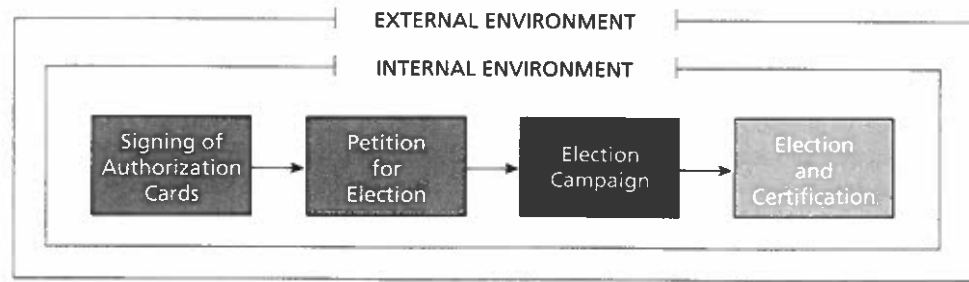 EXTERNAL ENVIRONMENT
INTERNAL ENVIRONMENT
Signing of
Authorization
Cards
Petition
for
Election
Election
Campaign
Election
and
Certification